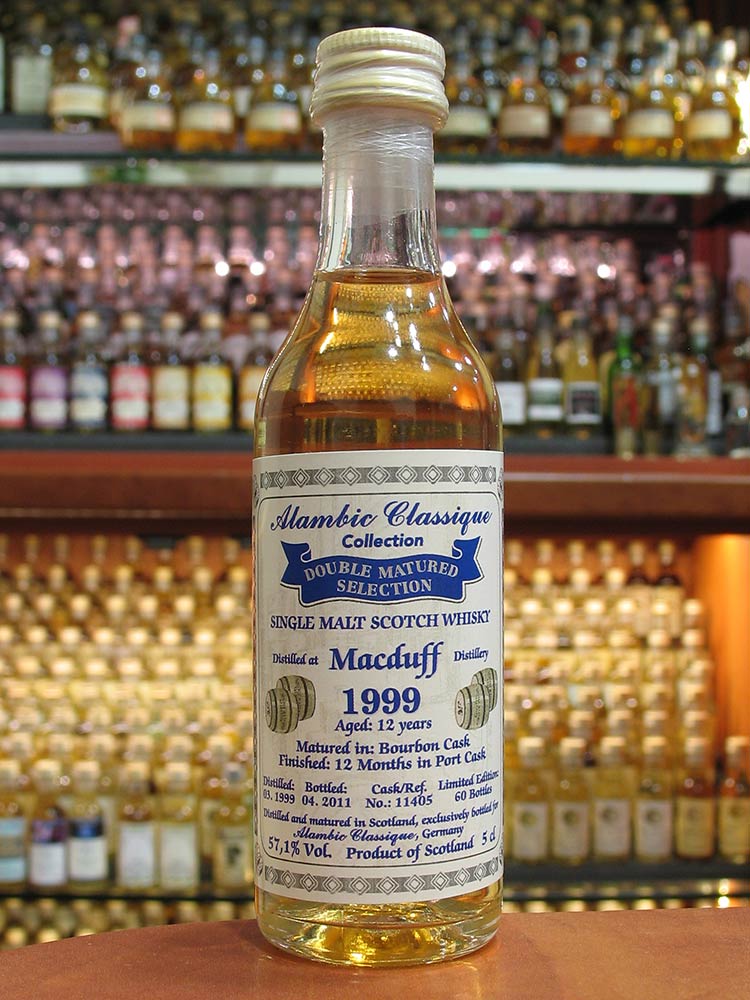 Alambic Classique
Collection
DOUBLE MATURED
SELECTION
SINGLE MALT SCOTCH WHISKY
Distilled at Macduff Distillery
1999
Aged: 12 years
Matured in: Bourbon Cask
Finished: 12 Months in Port Cask
Distilled: Bottled: Cask/Ref. Limited Edition:
03. 1999 04. 2011 No.: 11405 60 Bottles
Distilled and matured in Scotland, exclusively bottled for
Alambic Classique, Germany
57,1% Vol. Product of Scotland 5 cl